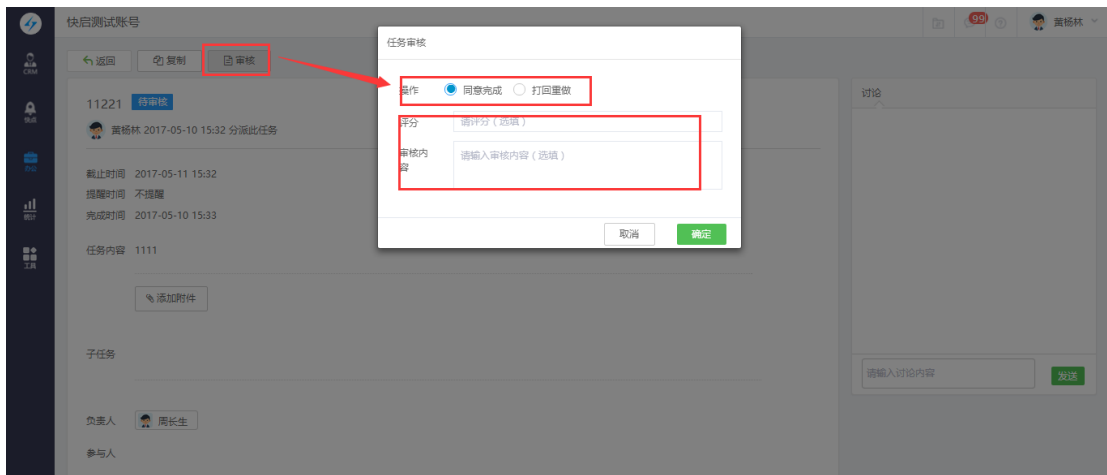 快启测试账号
99
黄杨林
CRM
快点
办公
统计
工具
返回
复制
审核
11221 待审核
黄杨林 2017-05-10 15:32 分派此任务
截止时间 2017-05-11 15:32
提醒时间 不提醒
完成时间 2017-05-10 15:33
任务内容 1111
添加附件
子任务
负责人 周长生
参与人
任务审核
操作 同意完成 打回重做
评分 请评分(选填)
审核内
容
请输入审核内容(选填)
取消 确定
讨论
请输入讨论内容 发送